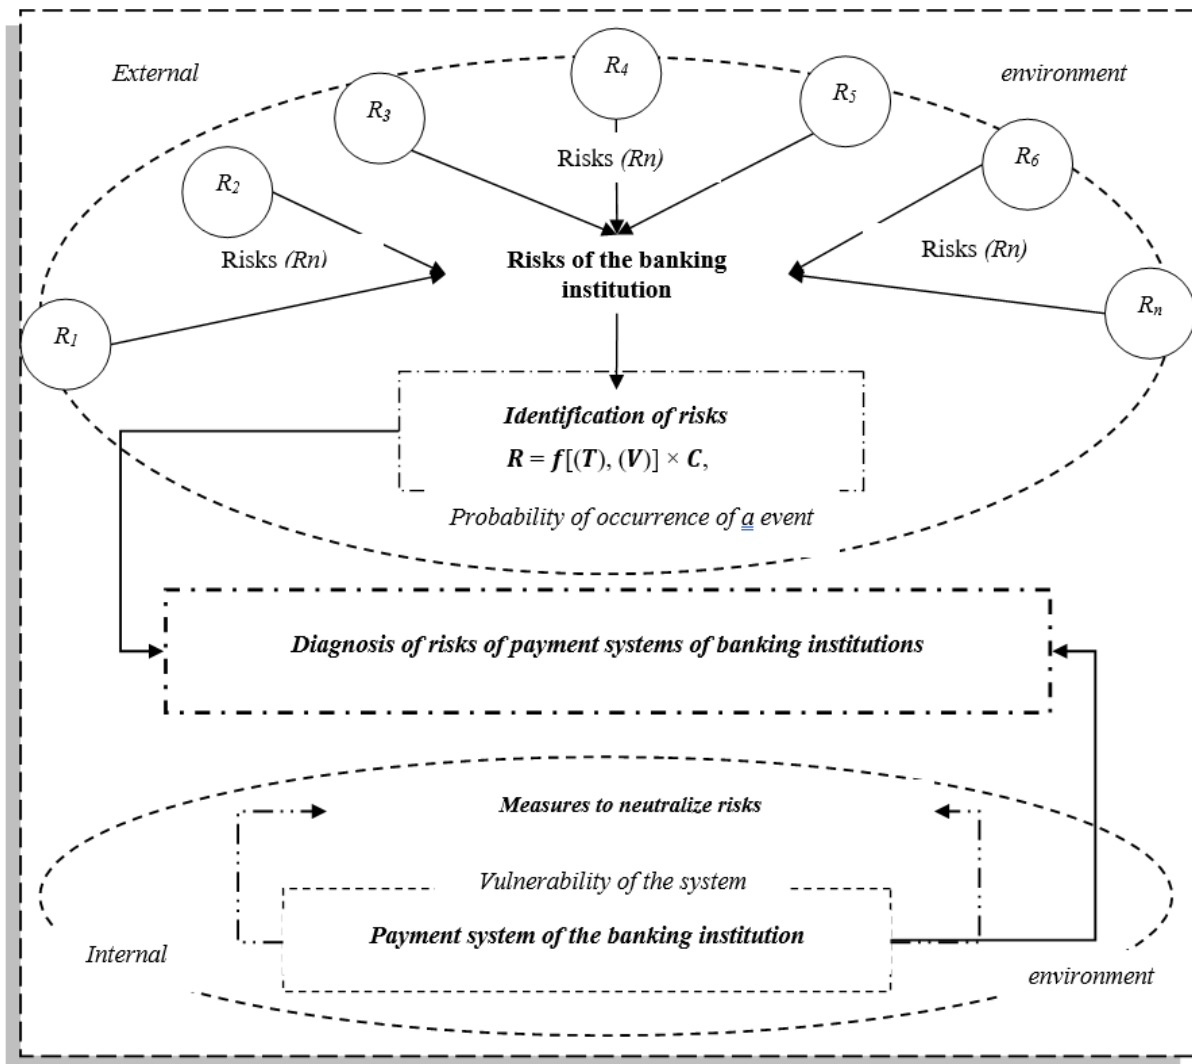 External
environment
R1
R2
R3
R4
R5
R6
Rn
Risks (Rn)
Risks (Rn)
Risks (Rn)
Risks of the banking
institution
Identification of risks
R = f[(T), (V)] × C,
Probability of occurrence of a event
Diagnosis of risks of payment systems of banking institutions
Measures to neutralize risks
Vulnerability of the system
Payment system of the banking institution
Internal
environment